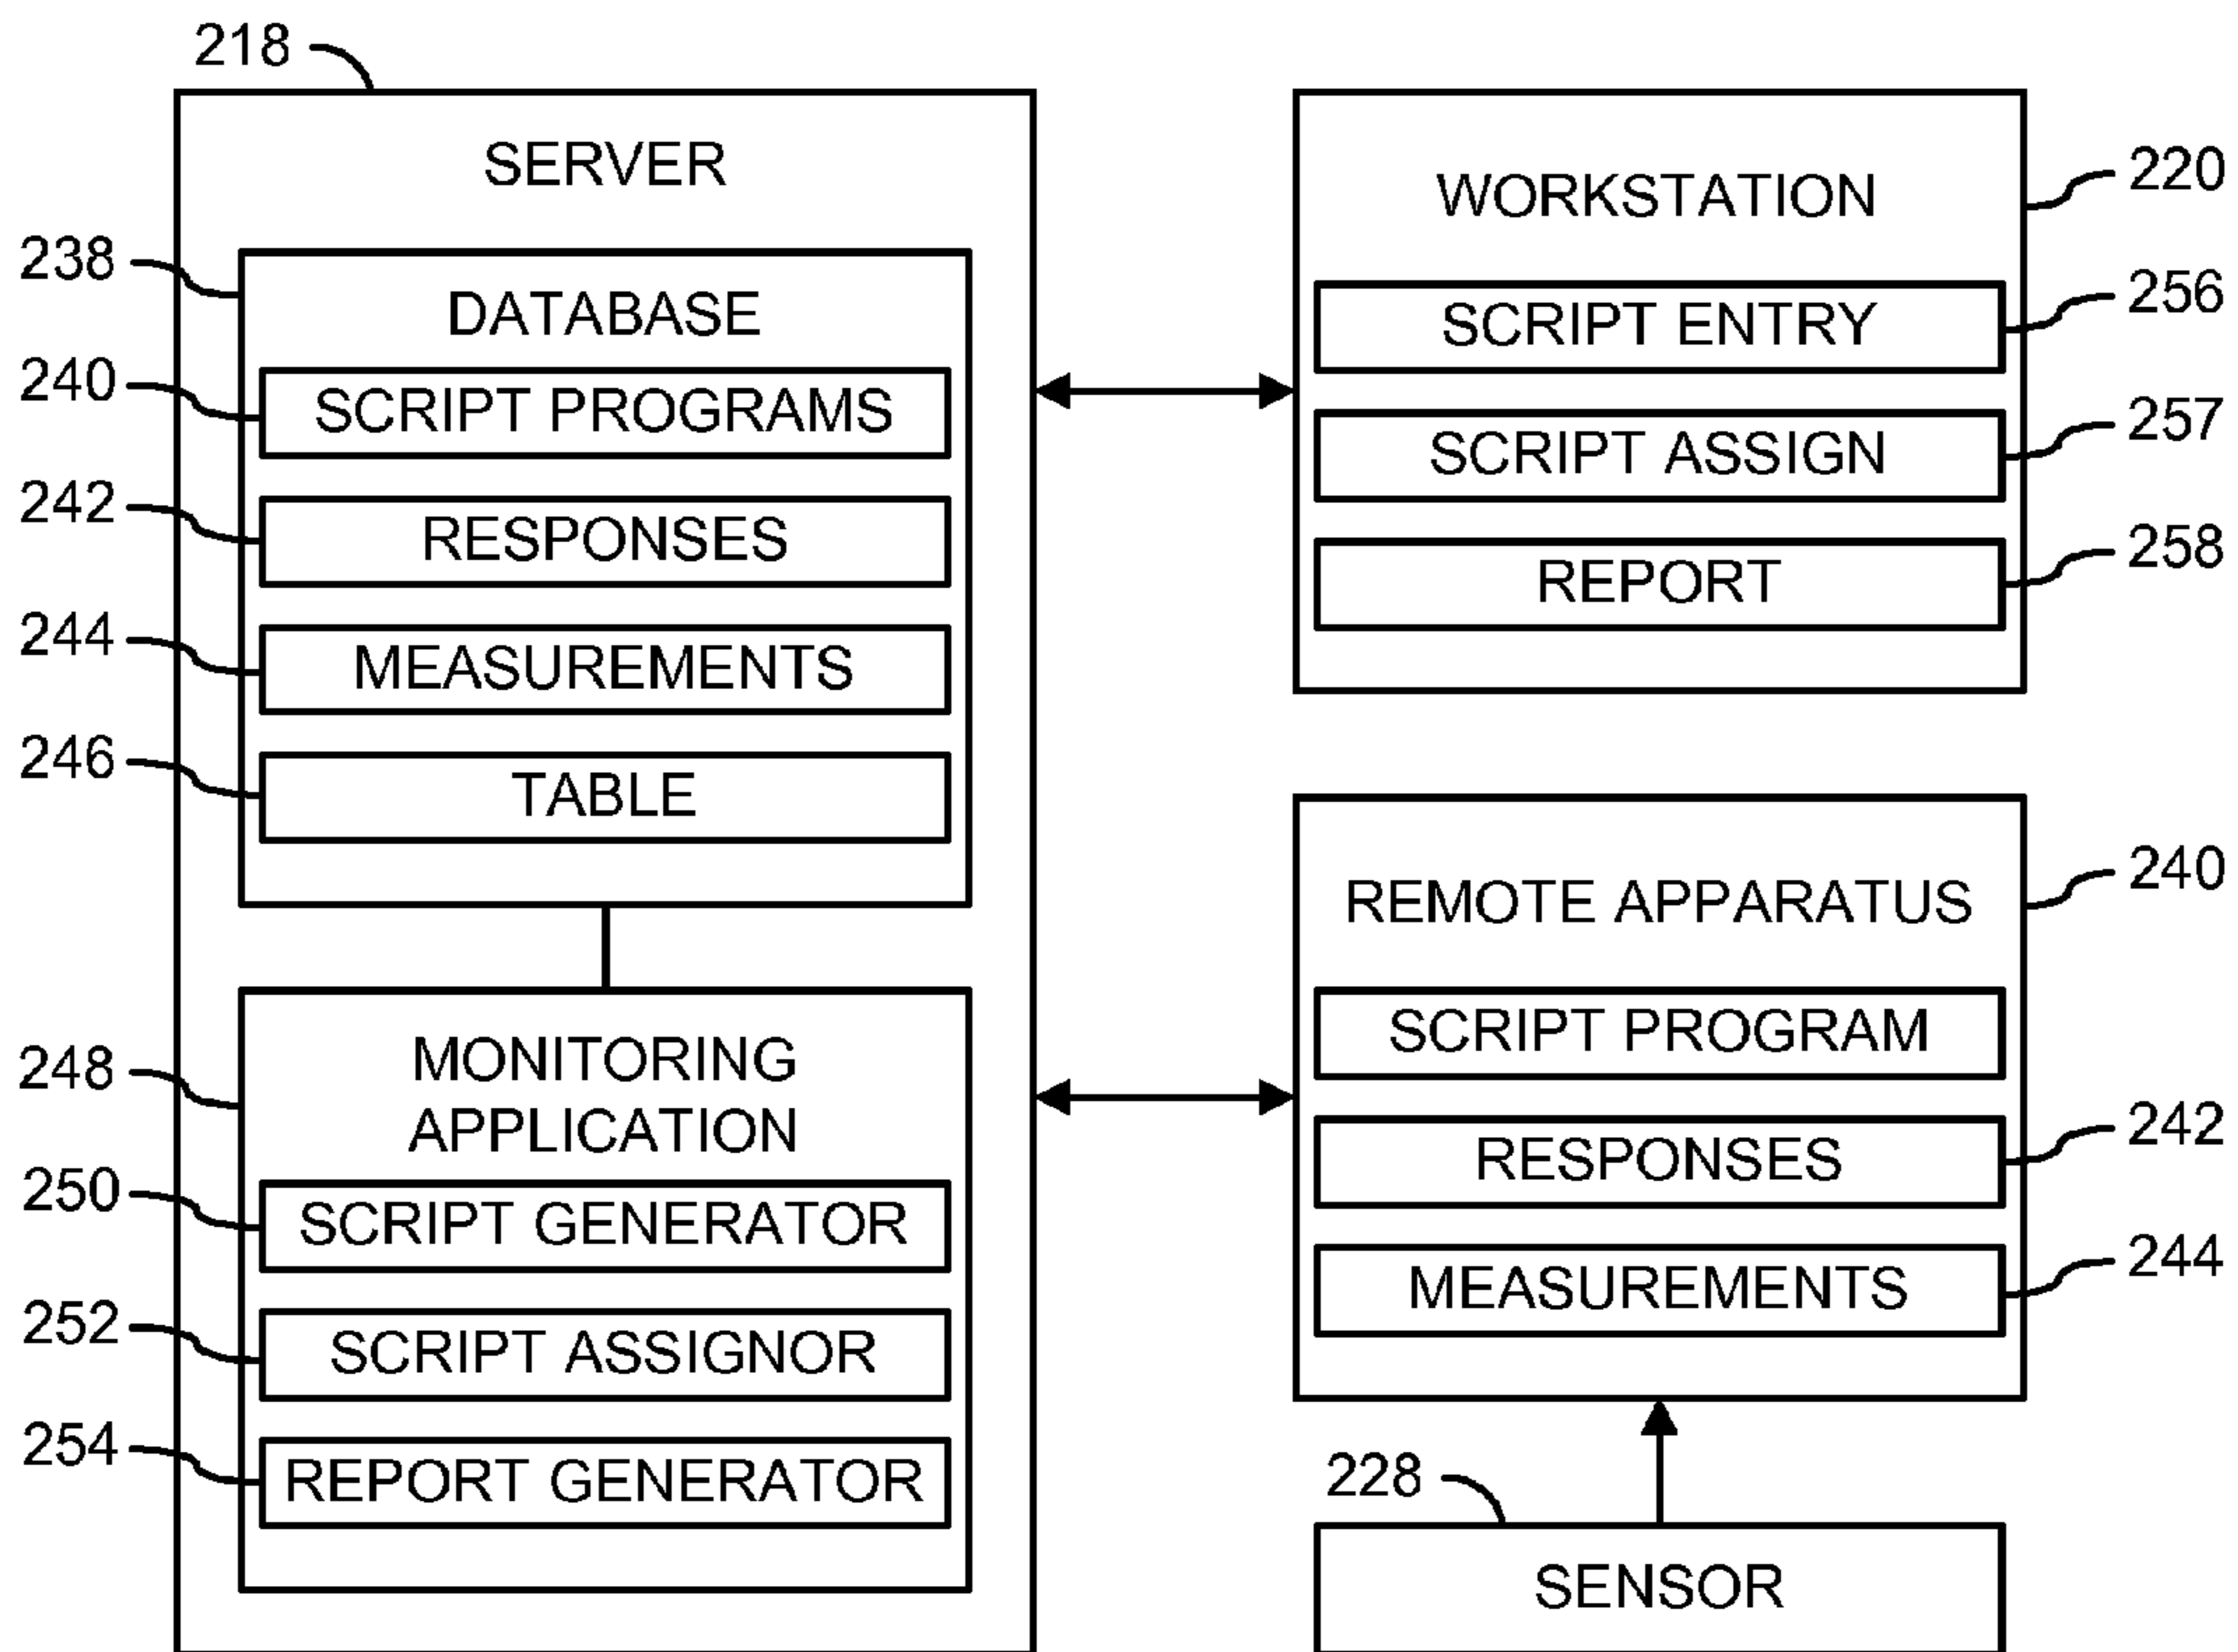 218
SERVER
238
DATABASE
240
SCRIPT PROGRAMS
242
RESPONSES
244
MEASUREMENTS
246
TABLE
248
MONITORING
APPLICATION
250
SCRIPT GENERATOR
252
SCRIPT ASSIGNOR
254
REPORT GENERATOR
220
WORKSTATION
256
SCRIPT ENTRY
257
SCRIPT ASSIGN
258
REPORT
240
REMOTE APPARATUS
SCRIPT PROGRAM
242
RESPONSES
244
MEASUREMENTS
228
SENSOR